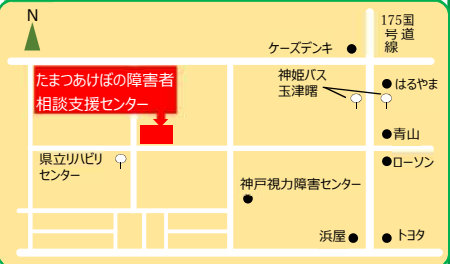 N
175国
号道
線
ケーズデンキ
たまつあけぼの障害者
相談支援センター
神姫バス
玉津曙
はるやま
青山
県立リハビリ
センター
ローソン
神戸視力障害センター
浜屋
トヨタ